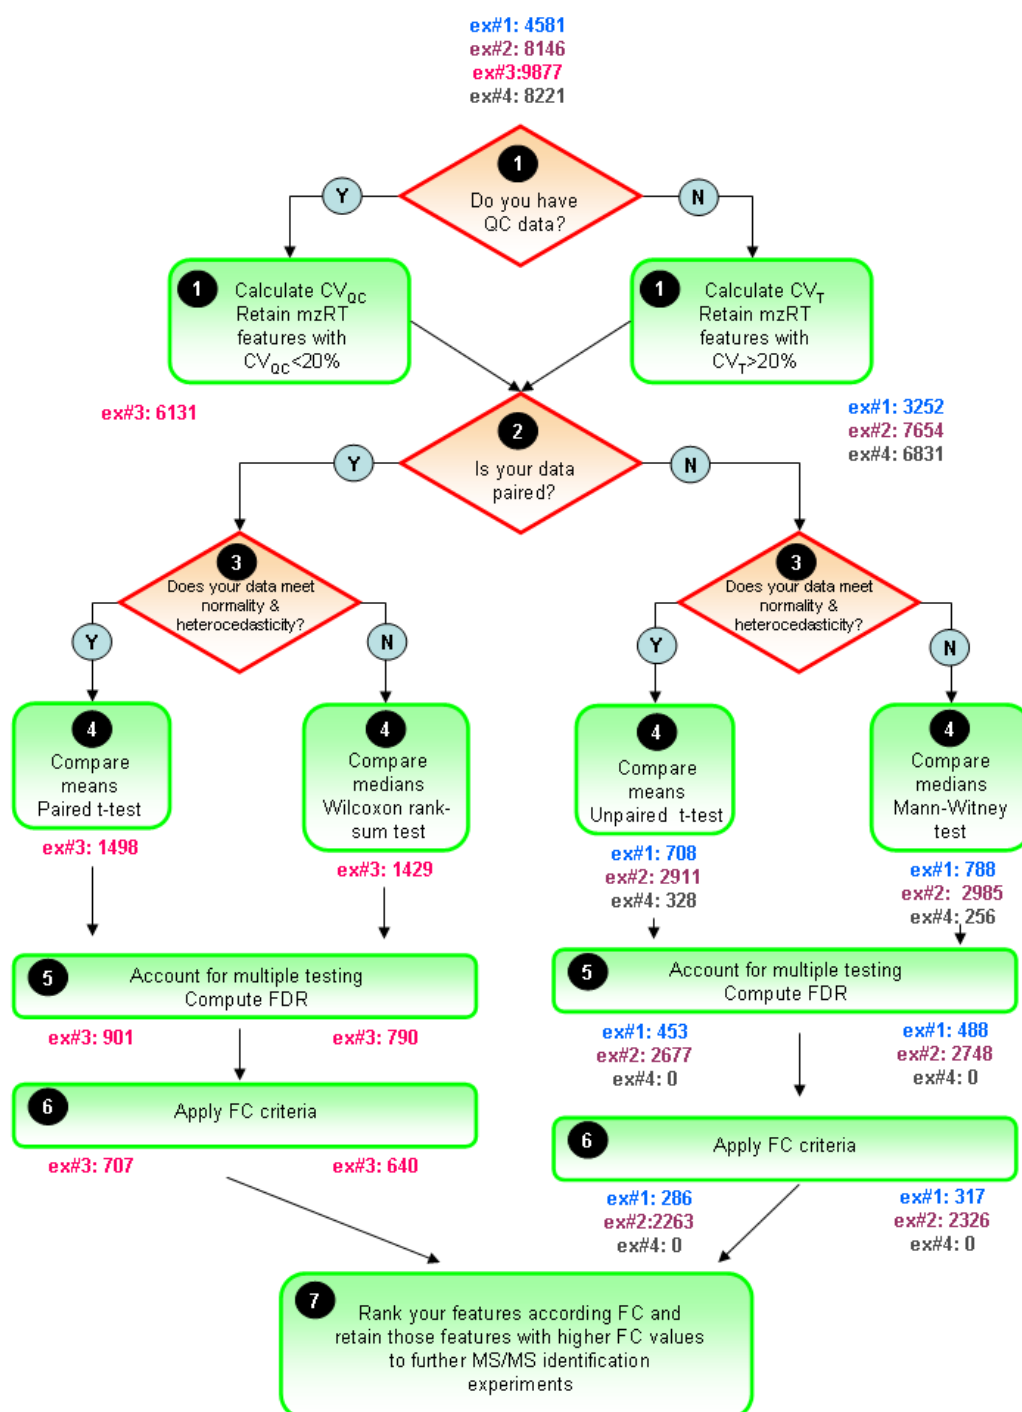 ex#1: 4581
ex#2: 8146
ex#3:9877
ex#4: 8221
1
Do you have
QC data?
Y
N
1
Calculate CVQC
Retain mzRT
features with
CVQC<20%
1
Calculate CVT
Retain mzRT
features with
CVT>20%
ex#3: 6131
ex#1: 3252
ex#2: 7654
ex#4: 6831
2
Is your data
paired?
Y
N
3
Does your data meet
normality &
heterocedasticity?
Y
N
3
Does your data meet
normality &
heterocedasticity?
Y
N
4
Compare
means
Paired t-test
ex#3: 1498
4
Compare
medians
Wilcoxon rank-
sum test
ex#3: 1429
4
Compare
means
Unpaired t-test
ex#1: 708
ex#2: 2911
ex#4: 328
4
Compare
medians
Mann-Witney
test
ex#1: 788
ex#2: 2985
ex#4: 256
5
Account for multiple testing
Compute FDR
ex#3: 901
ex#3: 790
5
Account for multiple testing
Compute FDR
ex#1: 453
ex#2: 2677
ex#4: 0
ex#1: 488
ex#2: 2748
ex#4: 0
6
Apply FC criteria
ex#3: 707
ex#3: 640
6
Apply FC criteria
ex#1: 286
ex#2:2263
ex#4: 0
ex#1: 317
ex#2: 2326
ex#4: 0
7
Rank your features according FC and
retain those features with higher FC values
to further MS/MS identification
experiments